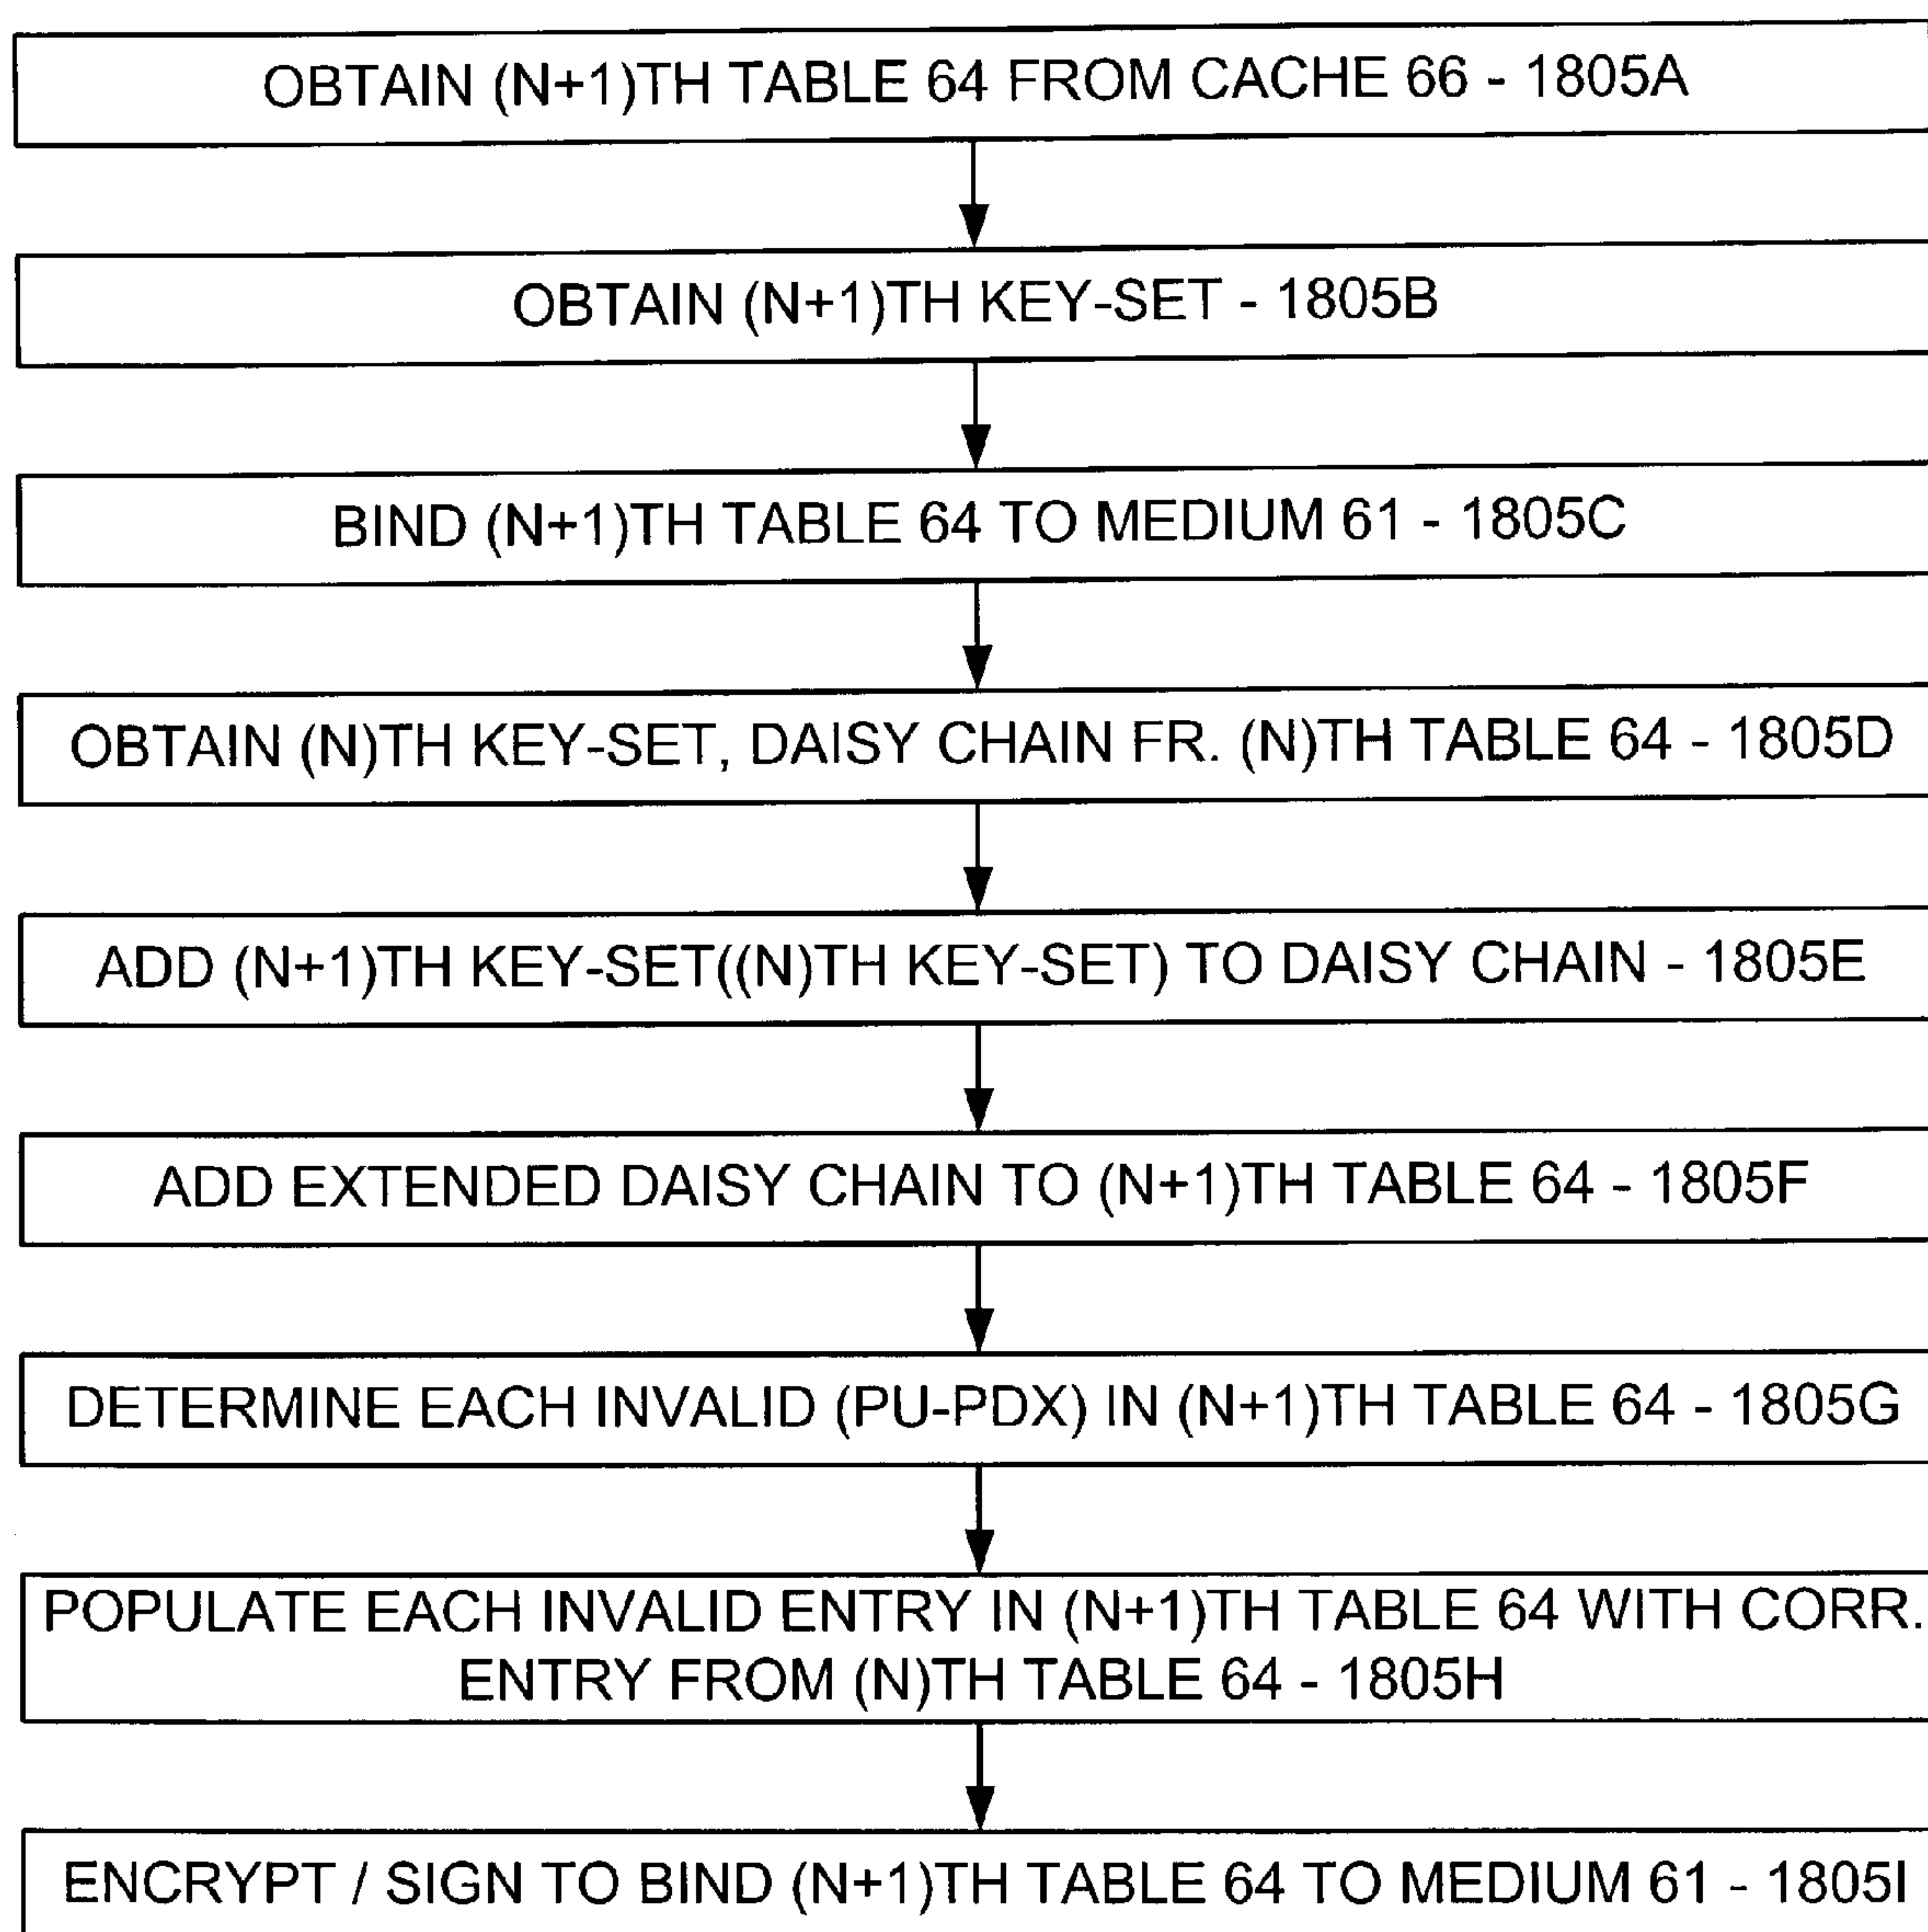 OBTAIN (N+1)TH TABLE 64 FROM CACHE 66 - 1805A
OBTAIN (N+1)TH KEY-SET - 1805B
BIND (N+1)TH TABLE 64 TO MEDIUM 61 - 1805C
OBTAIN (N)TH KEY-SET, DAISY CHAIN FR. (N)TH TABLE 64 - 1805D
ADD (N+1)TH KEY-SET((N)TH KEY-SET) TO DAISY CHAIN - 1805E
ADD EXTENDED DAISY CHAIN TO (N+1)TH TABLE 64 - 1805F
DETERMINE EACH INVALID (PU-PDX) IN (N+1)TH TABLE 64 - 1805G
POPULATE EACH INVALID ENTRY IN (N+1)TH TABLE 64 WITH CORR.
ENTRY FROM (N)TH TABLE 64 - 1805H
ENCRYPT / SIGN TO BIND (N+1)TH TABLE 64 TO MEDIUM 61 - 1805I